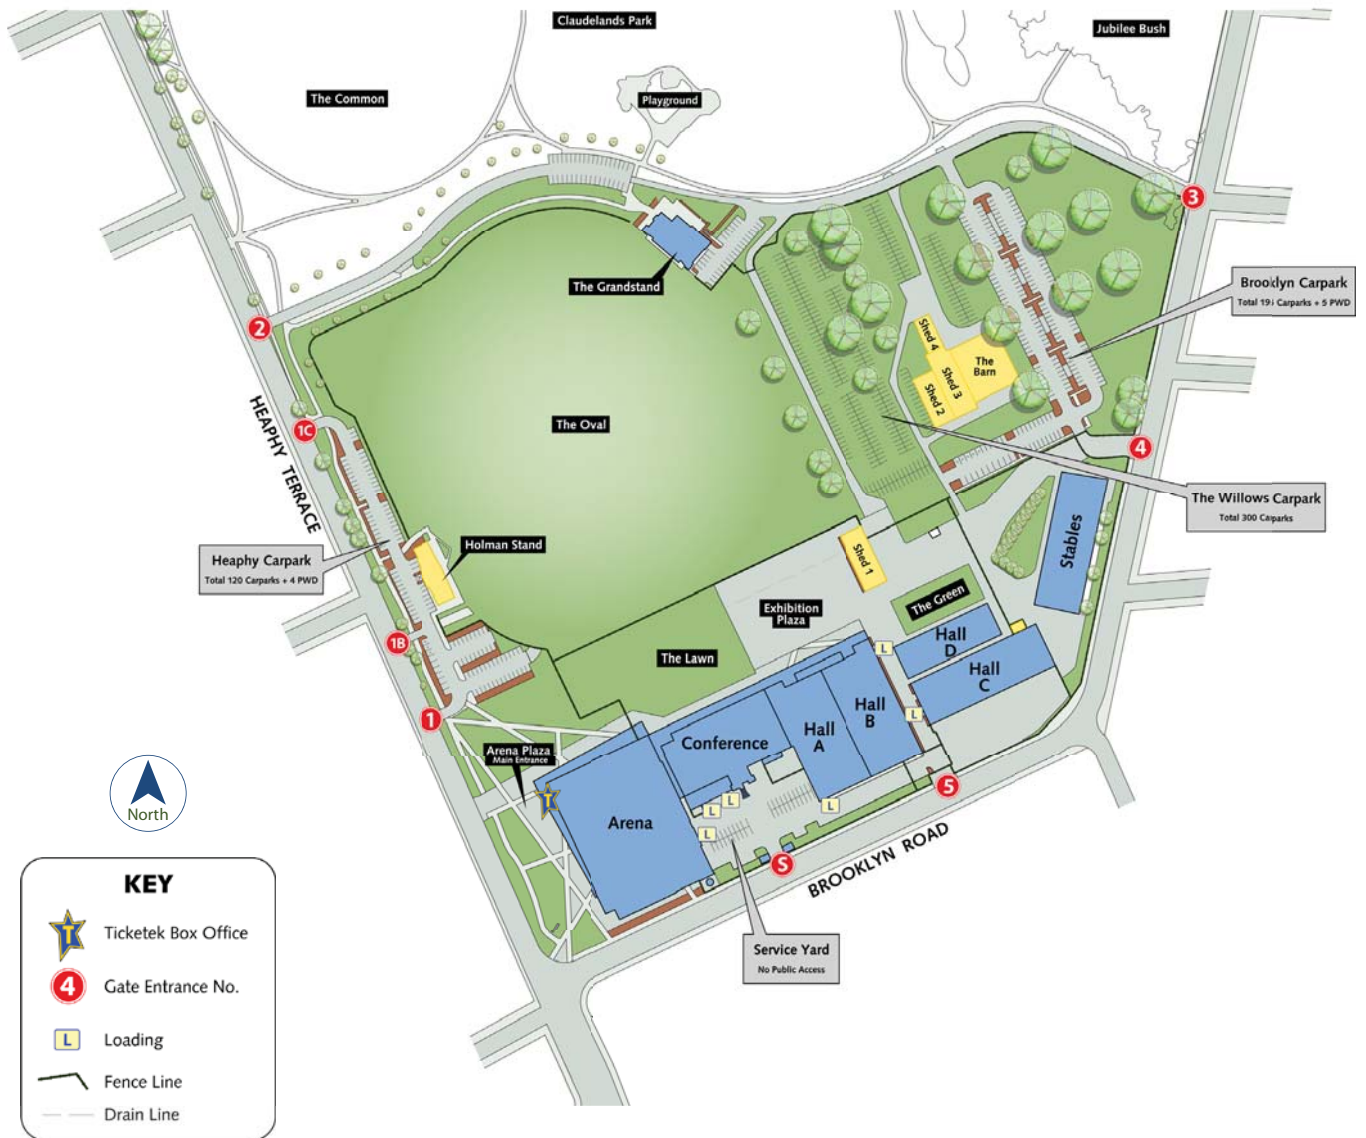 Claudelands Park
Jubilee Bush
The Common
Playground
3
The Grandstand
Brooklyn Carpark
+ 5 PWD
2
Shed 4
The
Barn
Shed 3
Shed 2
HEAPHY TERRACE
1C
The Oval
4
The Willows Carpark
Total 300 Carparks
Stables
Holman Stand
Heaphy Carpark
Total 120 Carparks + 4 PWD
Shed 1
The Green
Exhibition
Plaza
1B
L
Hall
D
The Lawn
Hall
C
1
L
Hall
B
Hall
A
Conference
Arena Plaza
Main Entrance
5
T
L
L
L
L
Arena
S
BROOKLYN ROAD
Service Yard
No Public Access
North
KEY
T
Ticketek Box Office
4
Gate Entrance No.
L
Loading
Fence Line
Drain Line